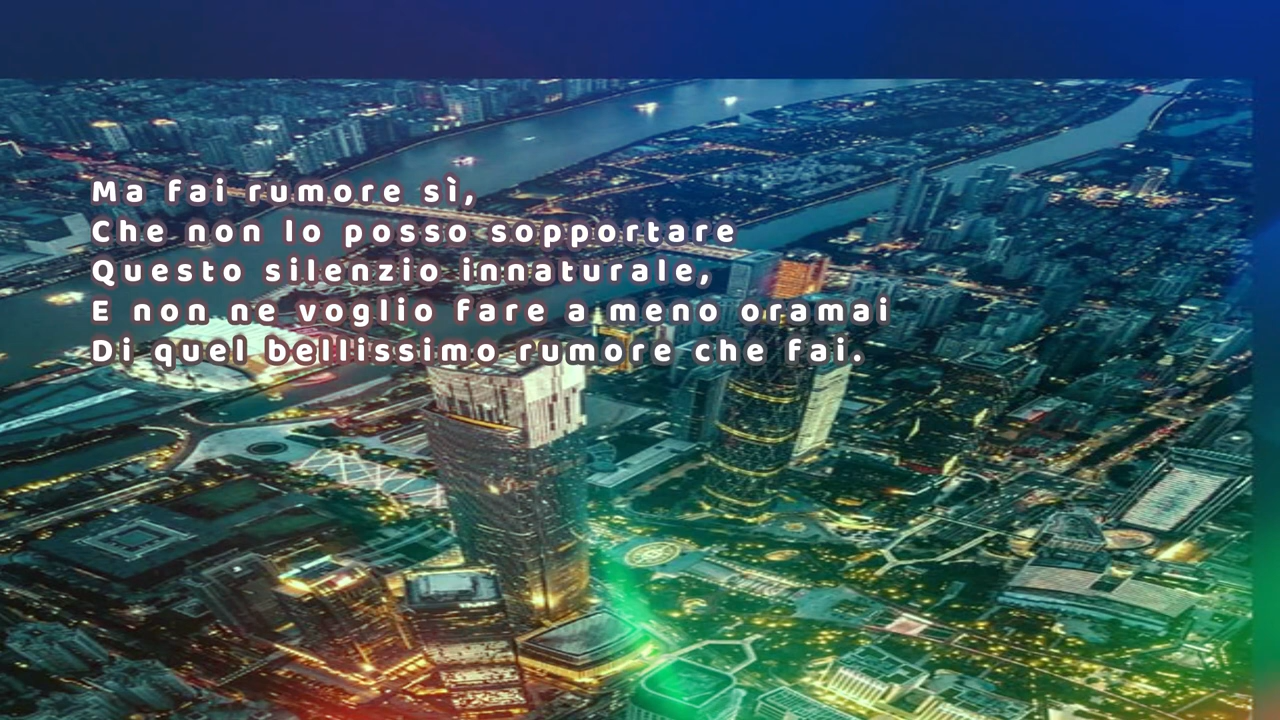 Ma fai rumore sì,
Che non lo posso sopportare
Questo silenzio innaturale,
E non ne voglio fare a meno oramai
Di quel bellissimo rumore che fai.